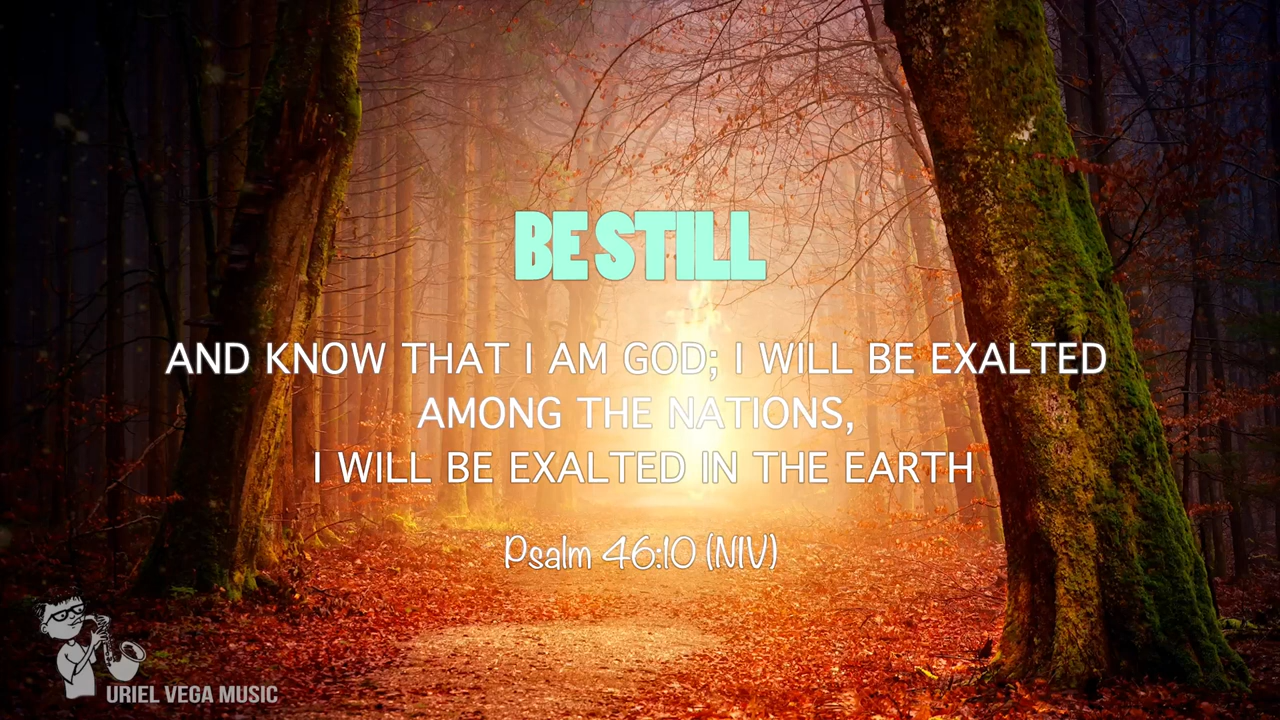 BE STILL
AND KNOW THAT I AM GOD; I WILL BE EXALTED
AMONG THE NATIONS,
I WILL BE EXALTED IN THE EARTH
Psalm 46:10 (NIV)
URIEL VEGA MUSIC